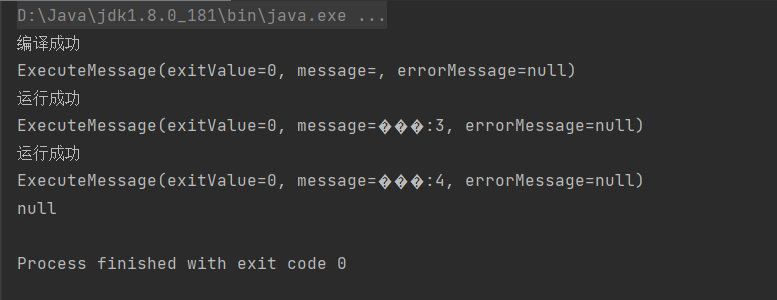 D:\Java\jdk1.8.0_181\bin\java.exe ...
编译成功
ExecuteMessage(exitValue=0, message=, errorMessage=null)
运行成功
ExecuteMessage(exitValue=0, message=���:3, errorMessage=null)
运行成功
ExecuteMessage(exitValue=0, message=���:4, errorMessage=null)
null
Process finished with exit code 0